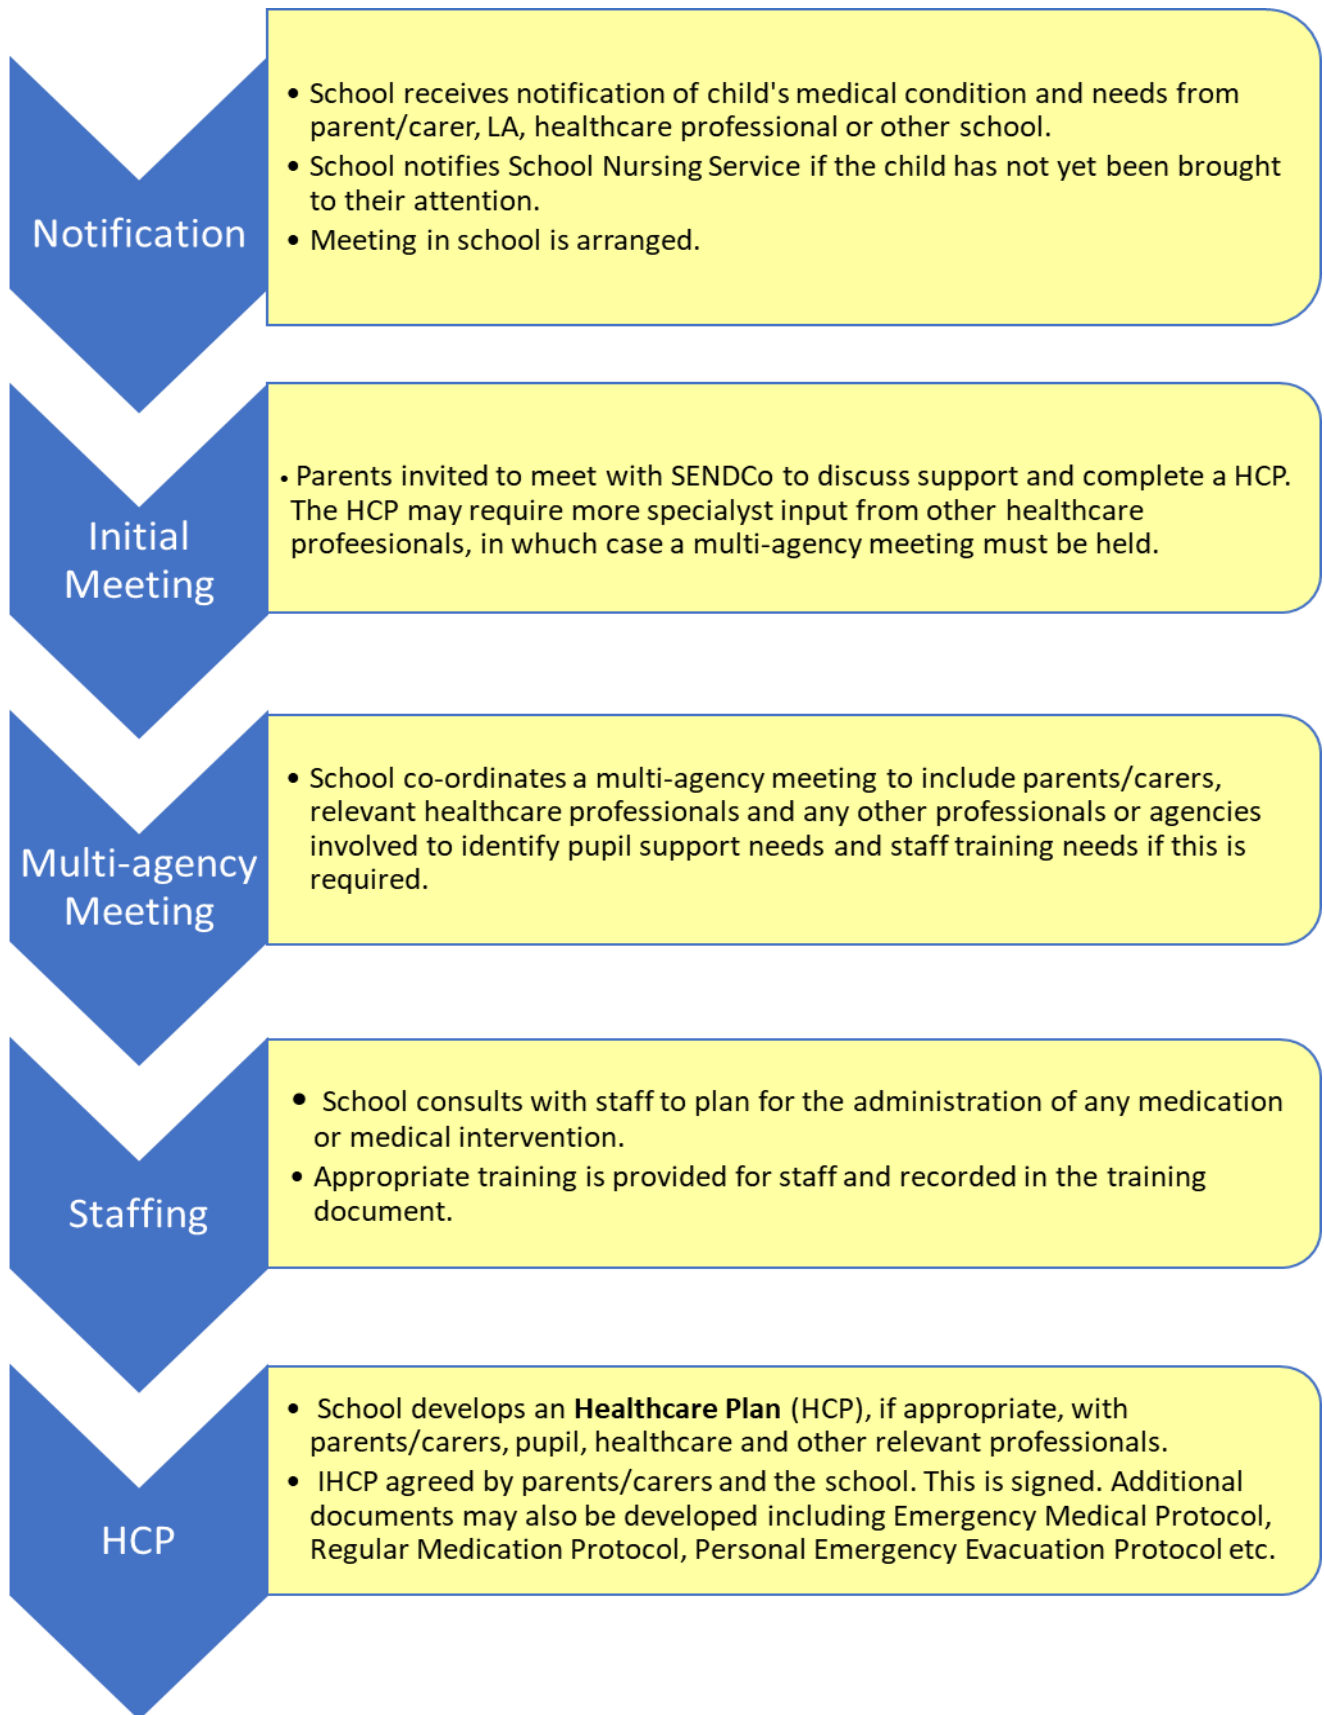 Notification
• School receives notification of child's medical condition and needs from
parent/carer, LA, healthcare professional or other school.
• School notifies School Nursing Service if the child has not yet been brought
to their attention.
• Meeting in school is arranged.
Initial
Meeting
• Parents invited to meet with SENDCo to discuss support and complete a HCP.
The HCP may require more specialyst input from other healthcare
profeesionals, in whuch case a multi-agency meeting must be held.
Multi-agency
Meeting
• School co-ordinates a multi-agency meeting to include parents/carers,
relevant healthcare professionals and any other professionals or agencies
involved to identify pupil support needs and staff training needs if this is
required.
Staffing
• School consults with staff to plan for the administration of any medication
or medical intervention.
• Appropriate training is provided for staff and recorded in the training
document.
HCP
• School develops an Healthcare Plan (HCP), if appropriate, with
parents/carers, pupil, healthcare and other relevant professionals.
• IHCP agreed by parents/carers and the school. This is signed. Additional
documents may also be developed including Emergency Medical Protocol,
Regular Medication Protocol, Personal Emergency Evacuation Protocol etc.